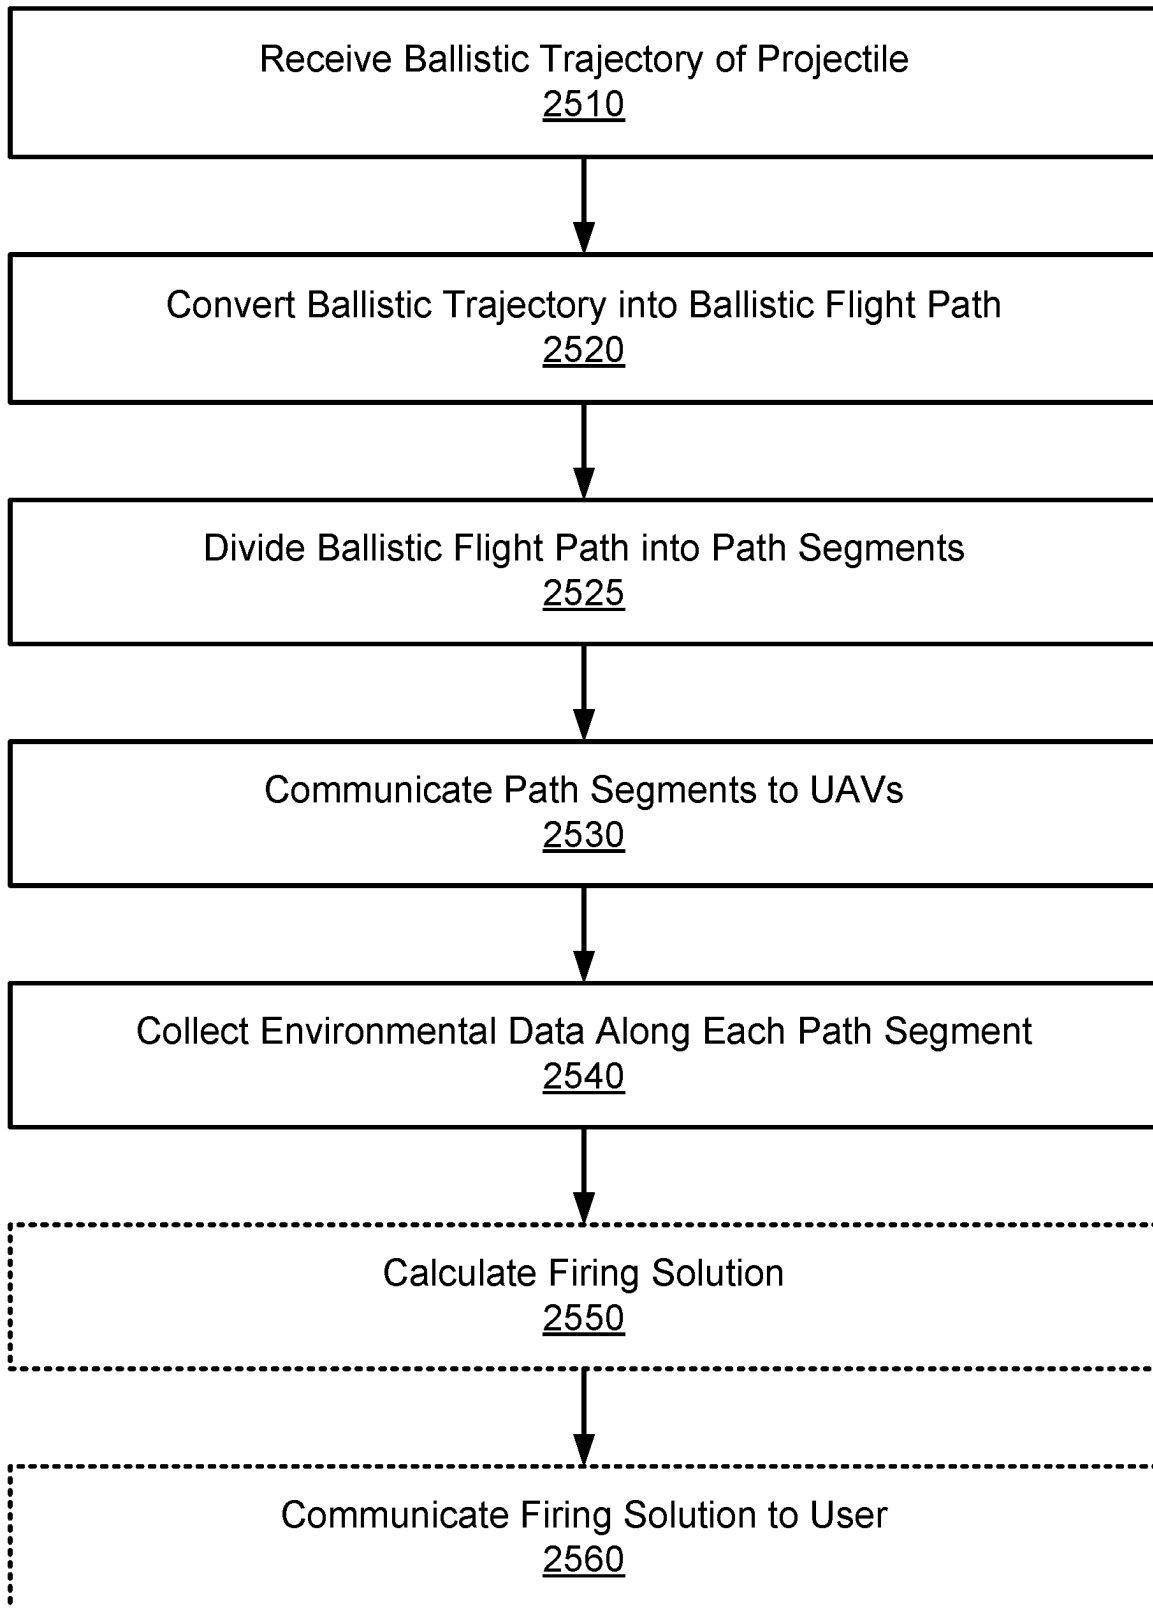 Receive Ballistic Trajectory of Projectile
2510
Convert Ballistic Trajectory into Ballistic Flight Path
2520
Divide Ballistic Flight Path into Path Segments
2525
Communicate Path Segments to UAVs
2530
Collect Environmental Data Along Each Path Segment
2540
Calculate Firing Solution
2550
Communicate Firing Solution to User
2560